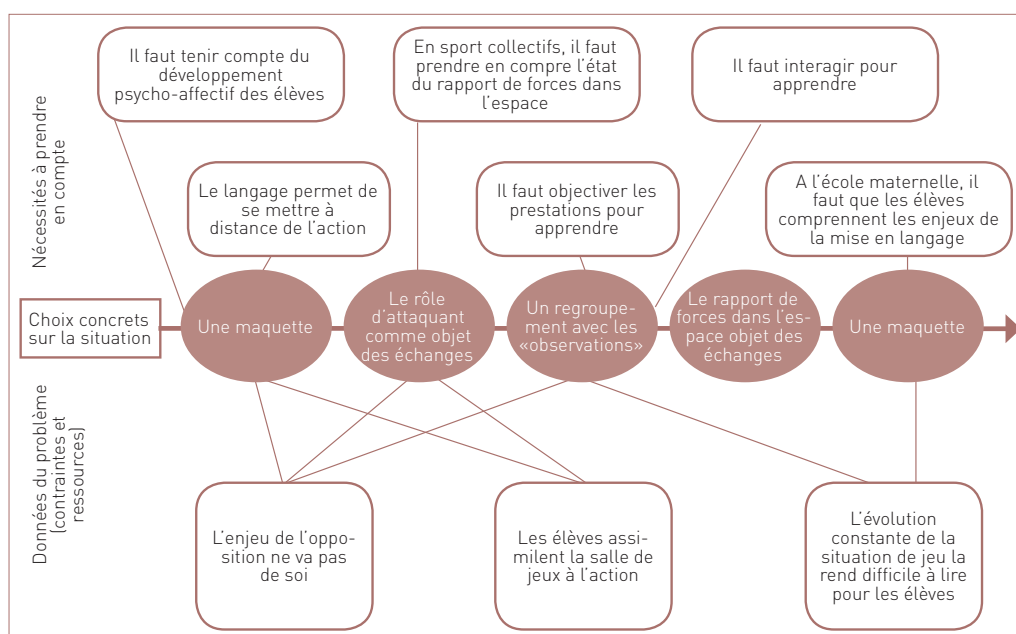 Nécessités à prendre
en compte
Il faut tenir compte du
développement
psycho-affectif des élèves
En sport collectifs, il faut
prendre en compre l'état
du rapport de forces dans
l'espace
Il faut interagir pour
apprendre
Le langage permet de
se mettre à
distance de l'action
Il faut objectiver les
prestations pour
apprendre
A l'école maternelle, il
faut que les élèves
comprennent les enjeux de
la mise en langage
Choix concrets
sur la situation
Une maquette
Le rôle
d'attaquant
comme objet
des échanges
Un regroupe-
ment avec les
«observations»
Le rapport de
forces dans l'es-
pace objet des
échanges
Une maquette
Données du problème
(contraintes et
ressources)
L'enjeu de l'oppo-
sition ne va pas
de soi
Les élèves assi-
milent la salle de
jeux à l'action
L'évolution
constante de la
situation de jeu la
rend difficile à lire
pour les élèves